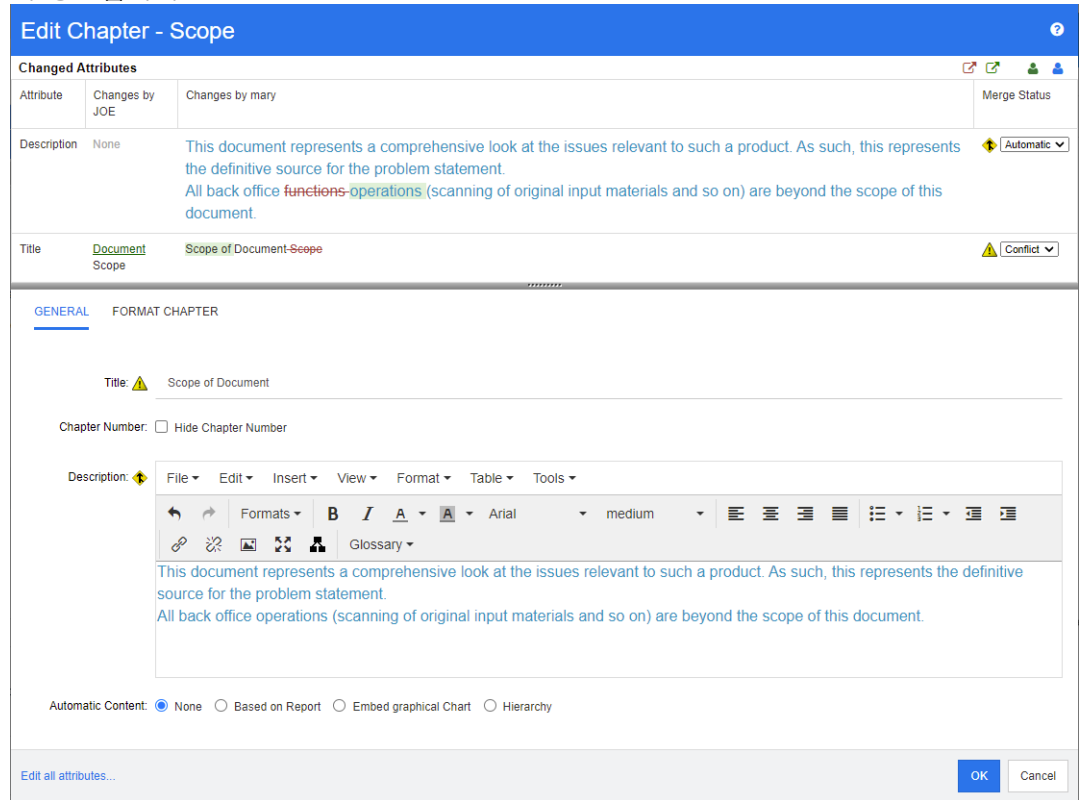 Edit Chapter - Scope
Changed Attributes
Attribute
Changes by
JOE
Changes by mary
Merge Status
Description
None
This document represents a comprehensive look at the issues relevant to such a product. As such, this represents
the definitive source for the problem statement.
All back office functions operations (scanning of original input materials and so on) are beyond the scope of this
document.
Automatic
Title
Document
Scope
Scope of Document Scope
Conflict
GENERAL FORMAT CHAPTER
Title: Scope of Document
Chapter Number: Hide Chapter Number
Description:
File Edit Insert View Format Table Tools
Formats B I A A Arial medium
Glossary
This document represents a comprehensive look at the issues relevant to such a product. As such, this represents the definitive
source for the problem statement.
All back office operations (scanning of original input materials and so on) are beyond the scope of this document.
Automatic Content: None Based on Report Embed graphical Chart Hierarchy
Edit all attributes...
OK Cancel